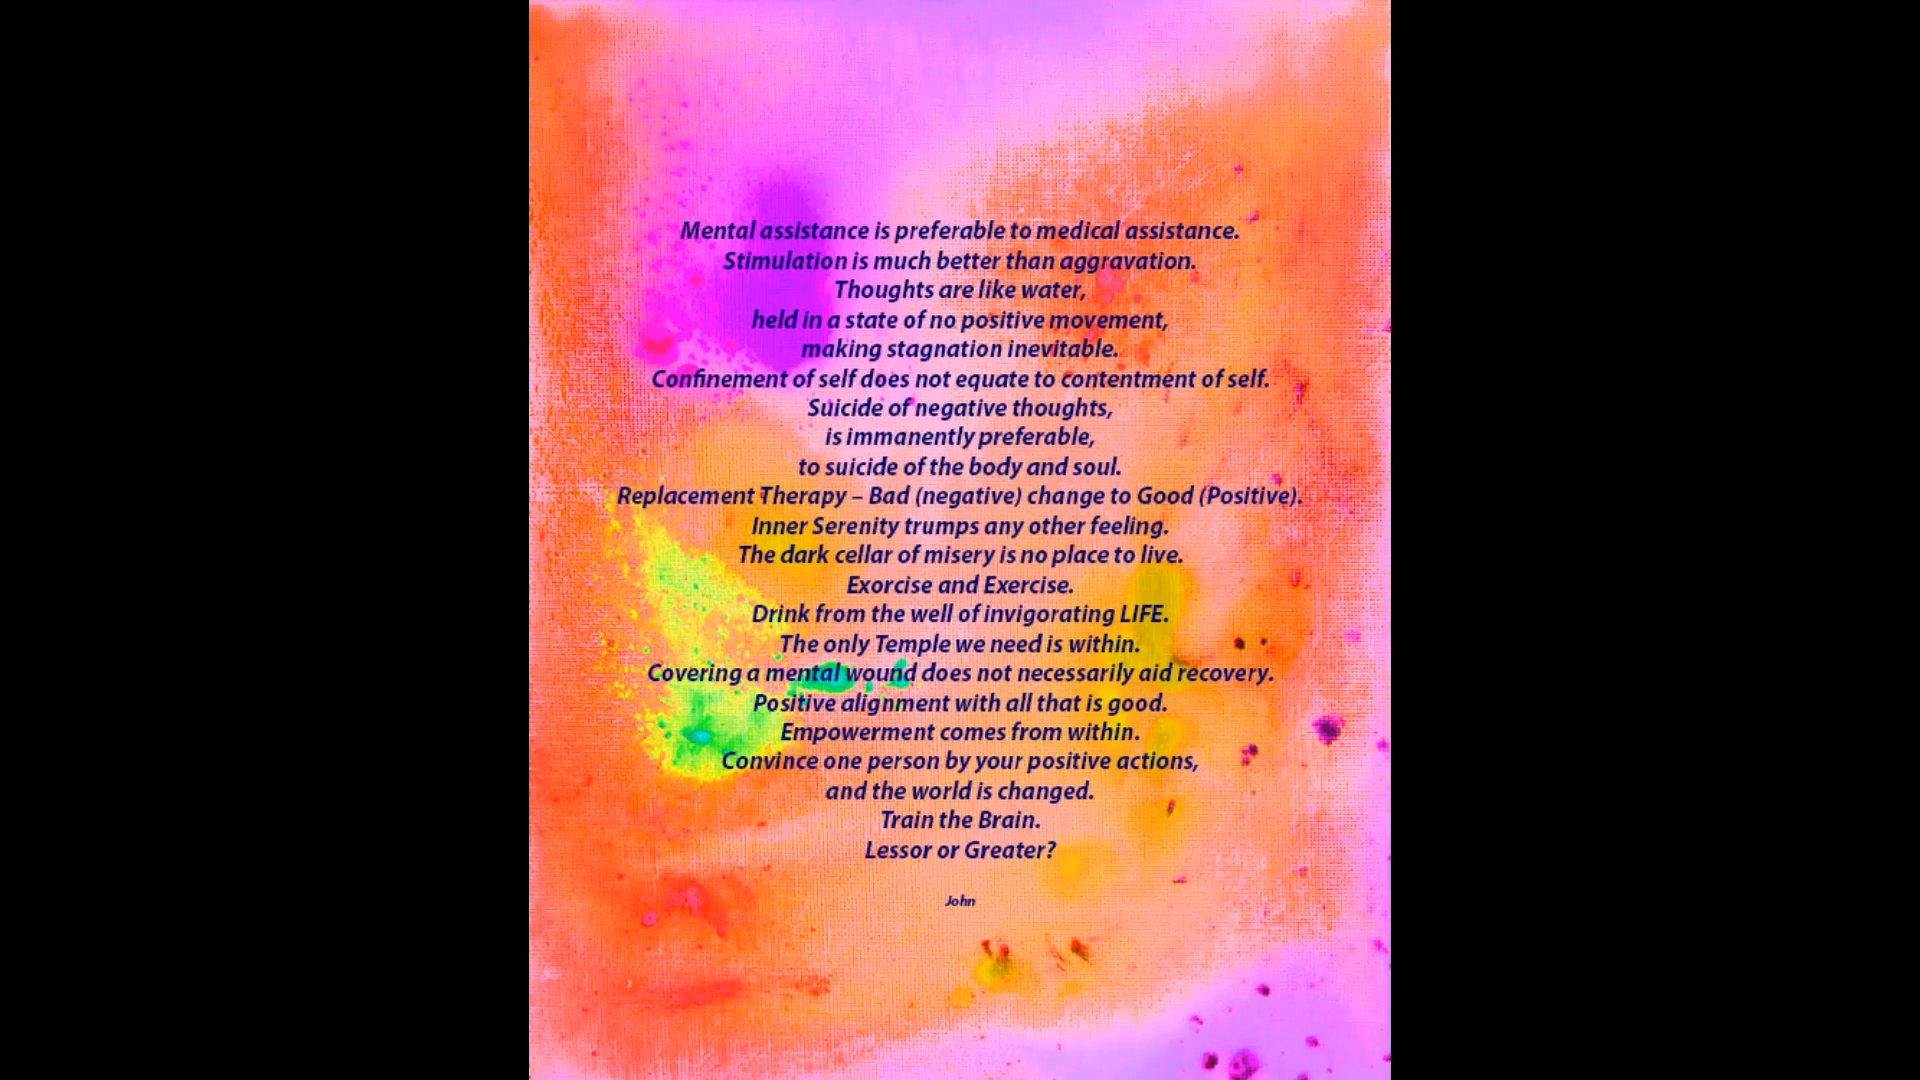 Mental assistance is preferable to medical assistance.
Stimulation is much better than aggravation.
Thoughts are like water,
held in a state of no positive movement,
making stagnation inevitable.
Confinement of self does not equate to contentment of self.
Suicide of negative thoughts,
is immanently preferable,
to suicide of the body and soul.
Replacement Therapy – Bad (negative) change to Good (Positive).
Inner Serenity trumps any other feeling.
The dark cellar of misery is no place to live.
Exorcise and Exercise.
Drink from the well of invigorating LIFE.
The only Temple we need is within.
Covering a mental wound does not necessarily aid recovery.
Positive alignment with all that is good.
Empowerment comes from within.
Convince one person by your positive actions,
and the world is changed.
Train the Brain.
Lessor or Greater?
John